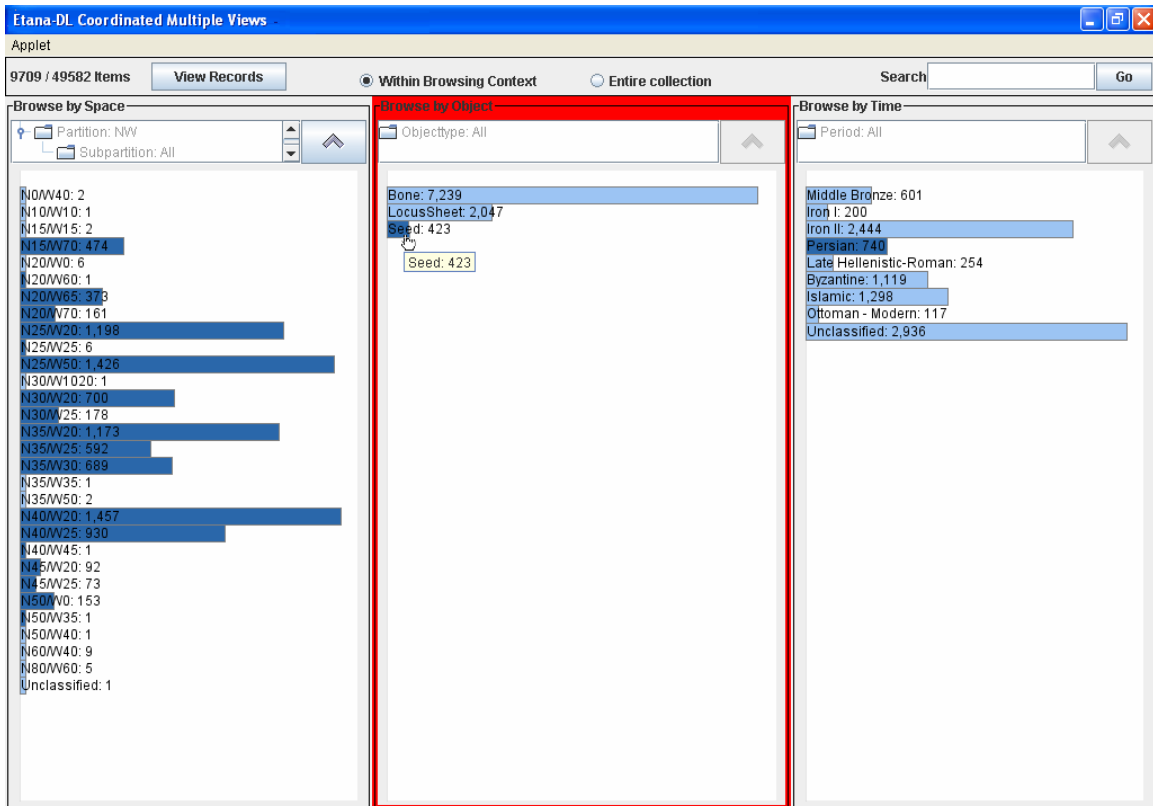 Etana-DL Coordinated Multiple Views
Applet
9709 / 49582 Items
View Records
Within Browsing Context
Entire collection
Search
Go
Browse by Space
Partition: NW
Subpartition: All
N0/W40: 2
N10/W10: 1
N15/W15: 2
N15/W70: 474
N20/W0: 6
N20/W60: 1
N20/W65: 373
N20/W70: 161
N25/W20: 1,198
N25/W25: 6
N25/W50: 1,426
N30/W1020: 1
N30/W20: 700
N30/W25: 178
N35/W20: 1,173
N35/W25: 592
N35/W30: 689
N35/W35: 1
N35/W50: 2
N40/W20: 1,457
N40/W25: 930
N40/W45: 1
N45/W20: 92
N45/W25: 73
N50/W0: 153
N50/W35: 1
N50/W40: 1
N60/W40: 9
N80/W60: 5
Unclassified: 1
Browse by Object
Objecttype: All
Bone: 7,239
LocusSheet: 2,047
Seed: 423
Seed: 423
Browse by Time
Period: All
Middle Bronze: 601
Iron I: 200
Iron II: 2,444
Persian: 740
Late Hellenistic-Roman: 254
Byzantine: 1,119
Islamic: 1,298
Ottoman - Modern: 117
Unclassified: 2,936